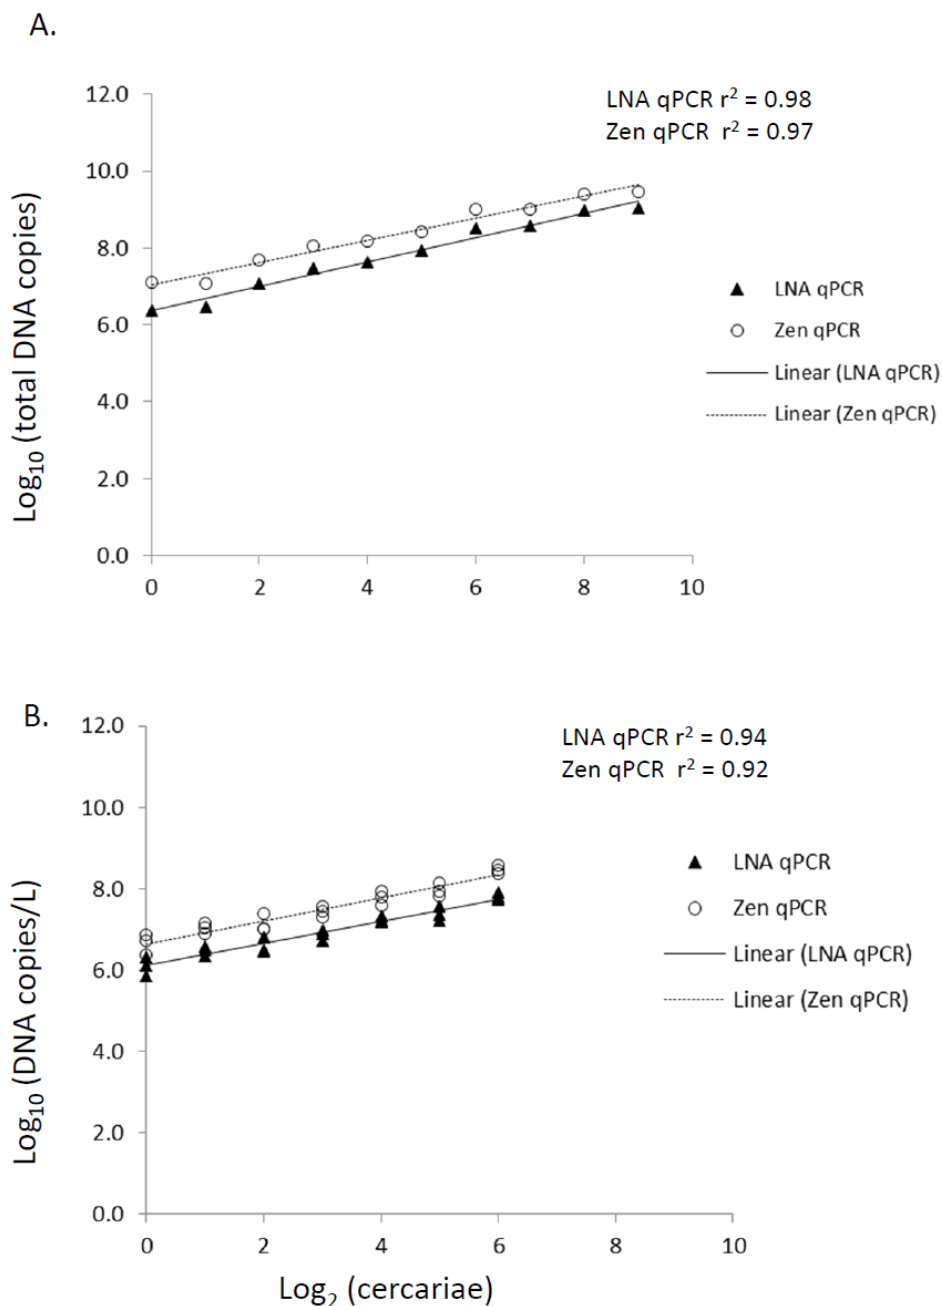 A.
LNA qPCR r² = 0.98
Zen qPCR r² = 0.97
12.0
10.0
8.0
6.0
4.0
2.0
0.0
Log₁₀ (total DNA copies)
0 2 4 6 8 10
LNA qPCR
Zen qPCR
Linear (LNA qPCR)
Linear (Zen qPCR)
B.
LNA qPCR r² = 0.94
Zen qPCR r² = 0.92
12.0
10.0
8.0
6.0
4.0
2.0
0.0
Log₁₀ (DNA copies/L)
0 2 4 6 8 10
LNA qPCR
Zen qPCR
Linear (LNA qPCR)
Linear (Zen qPCR)
Log₂ (cercariae)